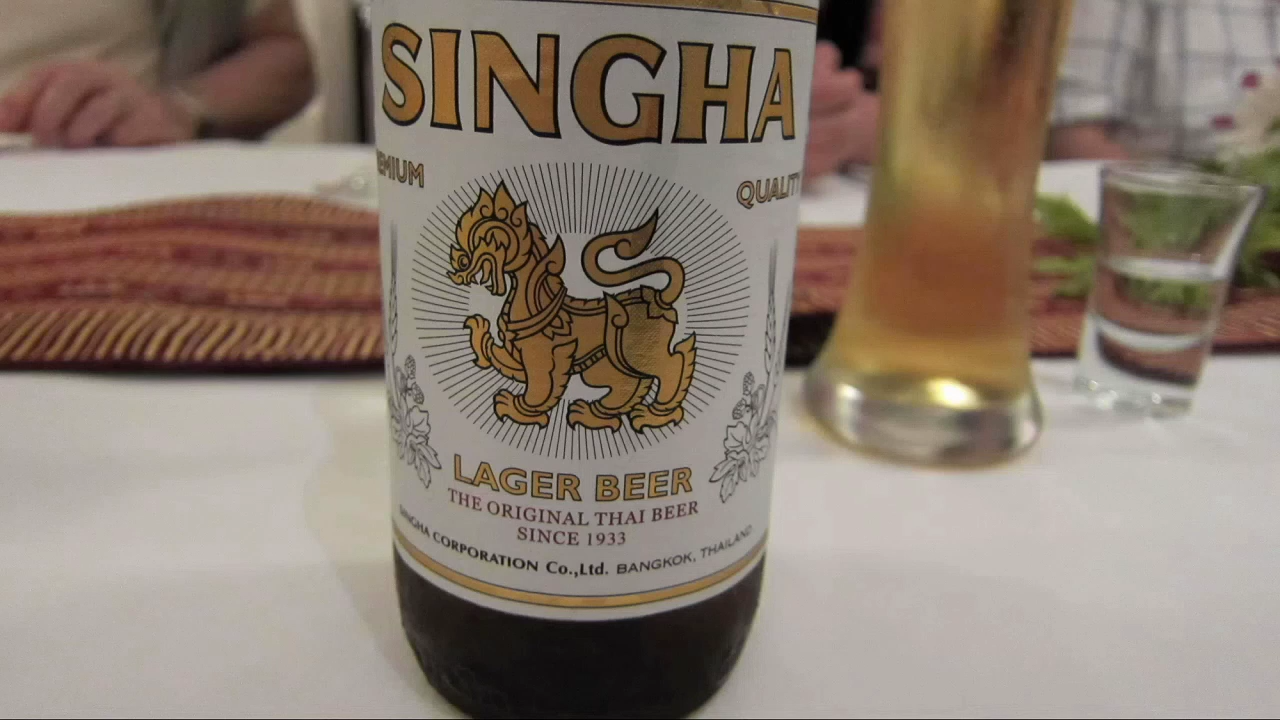 SINGHA
EMIUM QUALIT
LAGER BEER
THE ORIGINAL THAI BEER
SINCE 1933
SINGHA CORPORATION Co.,Ltd. BANGKOK, THAILAND